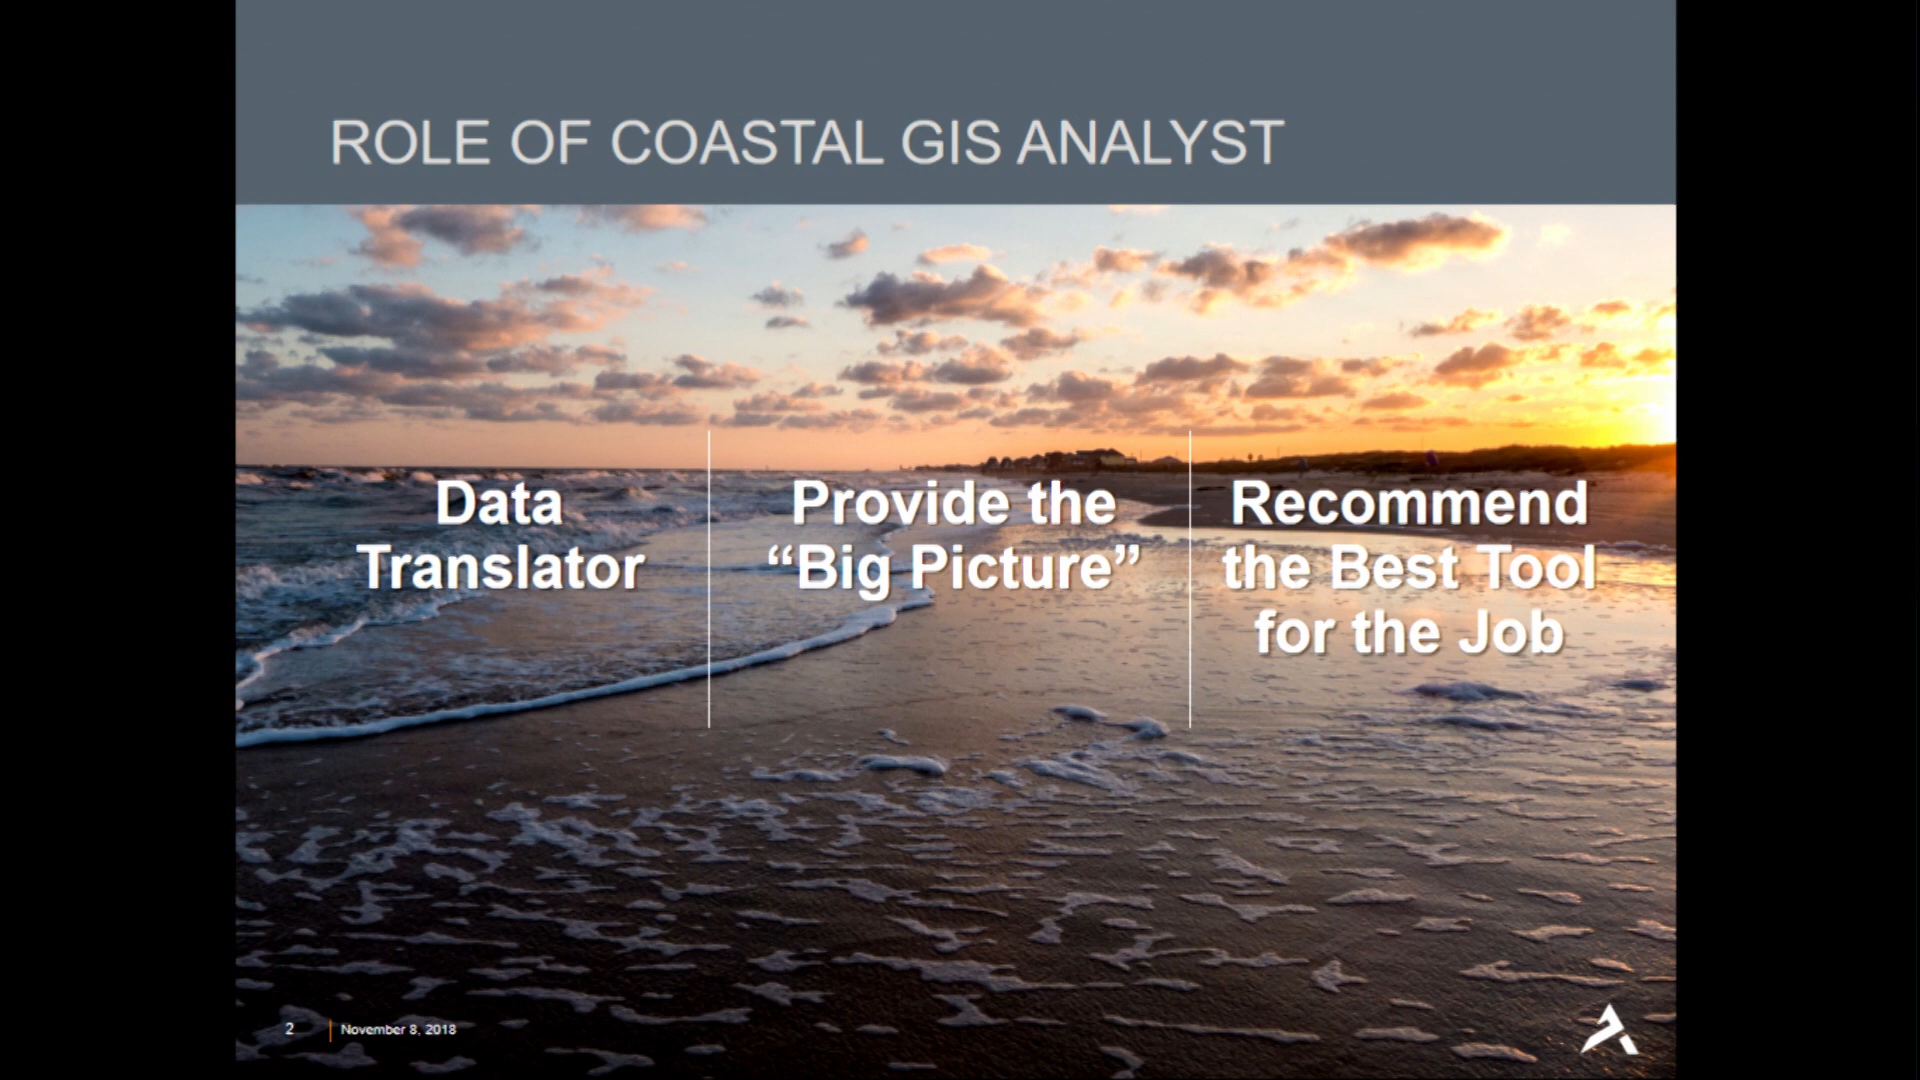 ROLE OF COASTAL GIS ANALYST
Data
Translator
Provide the
“Big Picture”
Recommend
the Best Tool
for the Job
2
November 8, 2018